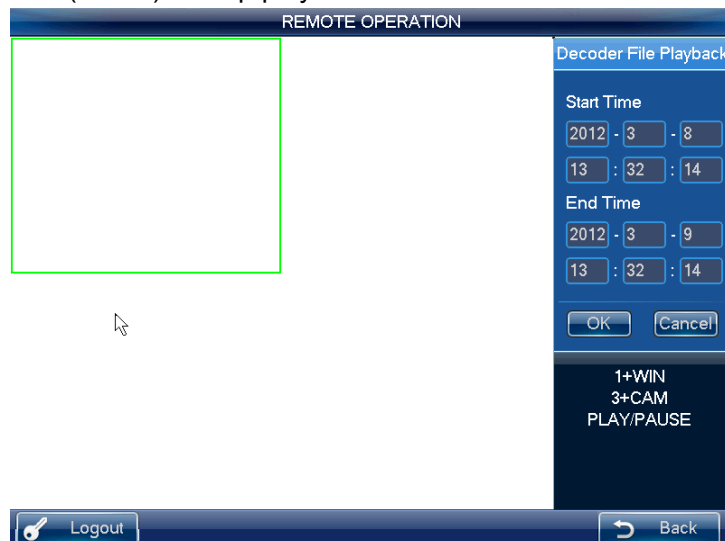 REMOTE OPERATION
Decoder File Playback
Start Time
2012 - 3 - 8
13 : 32 : 14
End Time
2012 - 3 - 9
13 : 32 : 14
OK Cancel
1+WIN
3+CAM
PLAY/PAUSE
Logout Back